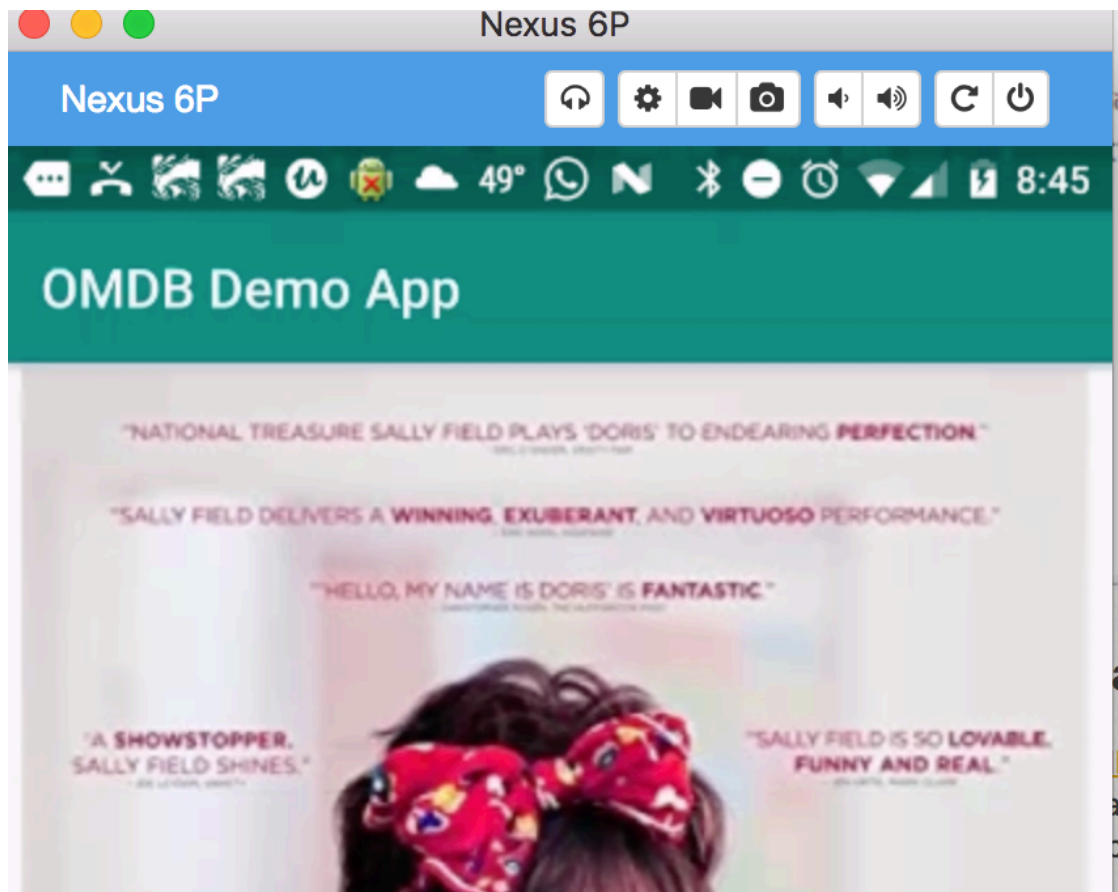 Nexus 6P
Nexus 6P
49° 8:45
OMDB Demo App
"NATIONAL TREASURE SALLY FIELD PLAYS 'DORIS' TO ENDEARING PERFECTION."
"SALLY FIELD DELIVERS A WINNING, EXUBERANT, AND VIRTUOSO PERFORMANCE."
"'HELLO, MY NAME IS DORIS' IS FANTASTIC."
"A SHOWSTOPPER.
SALLY FIELD SHINES."
"SALLY FIELD IS SO LOVABLE,
FUNNY AND REAL."